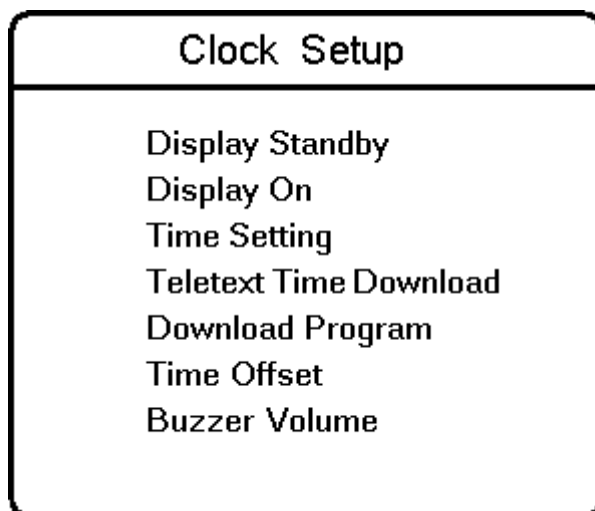 Clock Setup
Display Standby
Display On
Time Setting
Teletext Time Download
Download Program
Time Offset
Buzzer Volume